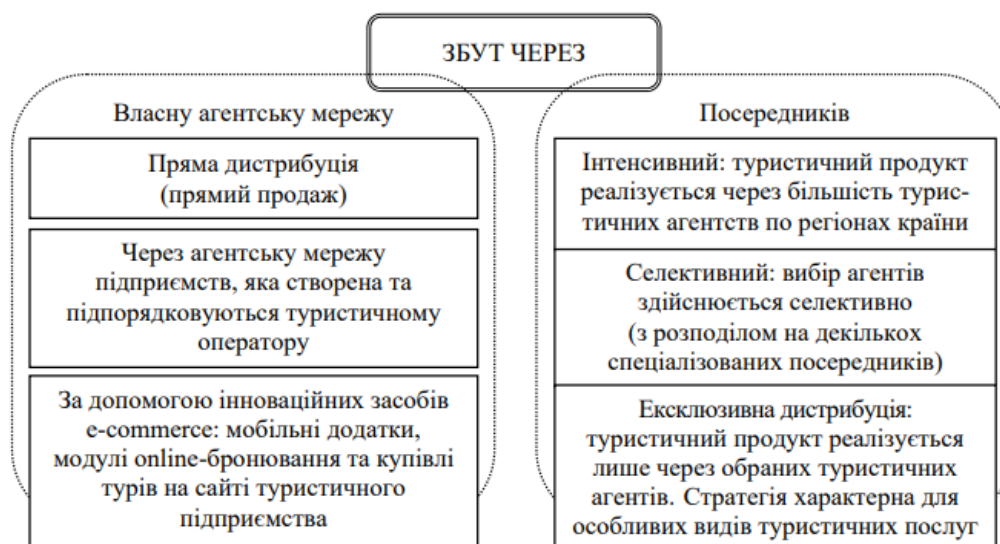 ЗБУТ ЧЕРЕЗ
Власну агентську мережу
Пряма дистрибуція
(прямий продаж)
Через агентську мережу
підприємств, яка створена та
підпорядковуються туристичному
оператору
За допомогою інноваційних засобів
e-commerce: мобільні додатки,
модулі online-бронювання та купівлі
турів на сайті туристичного
підприємства
Посередників
Інтенсивний: туристичний продукт
реалізується через більшість турис-
тичних агентств по регіонах країни
Селективний: вибір агентів
здійснюється селективно
(з розподілом на декількох
спеціалізованих посередників)
Ексклюзивна дистрибуція:
туристичний продукт реалізується
лише через обраних туристичних
агентів. Стратегія характерна для
особливих видів туристичних послуг